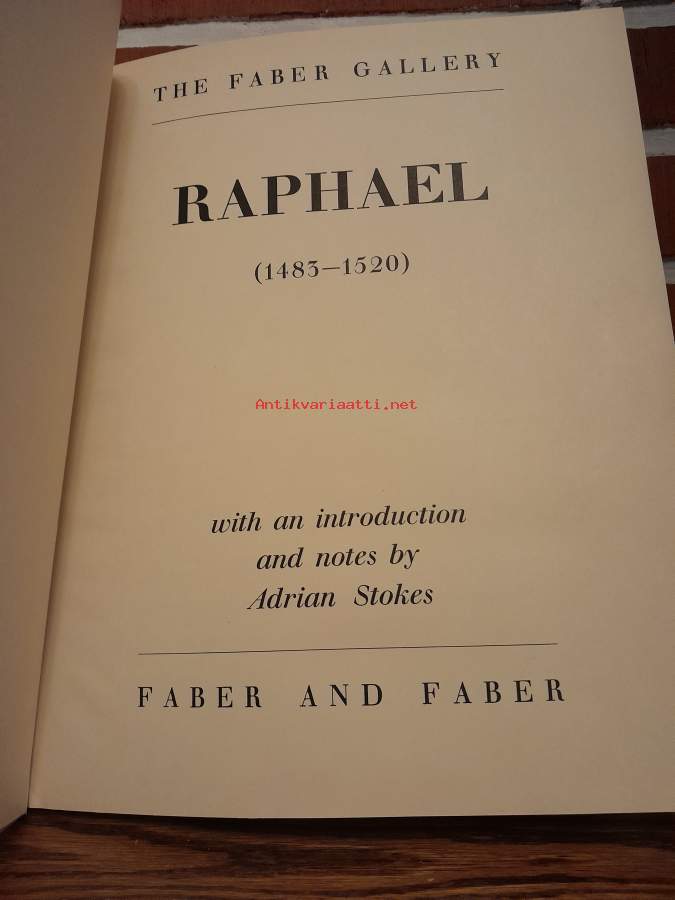 THE FABER GALLERY
RAPHAEL
(1483—1520)
Antikvariaatti.net
with an introduction
and notes by
Adrian Stokes
FABER AND FABER